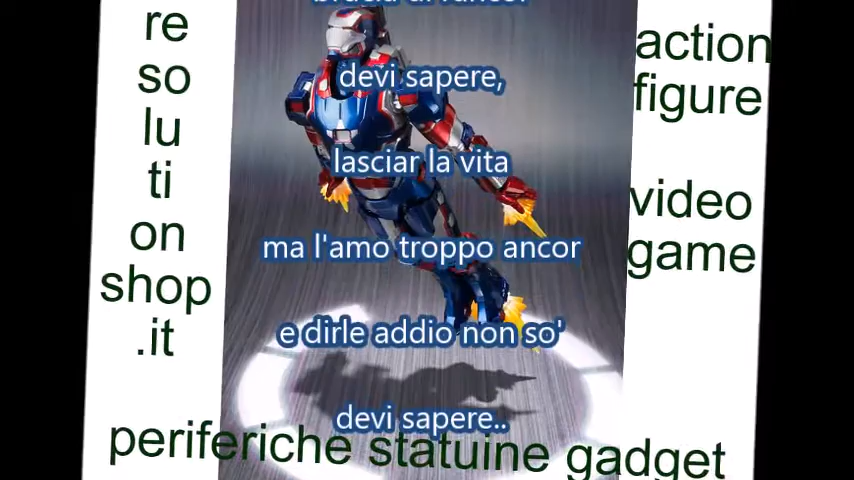 re
so
lu
ti
on
shop
.it
devi sapere,
lasciar la vita
ma l'amo troppo ancor
e dirle addio non so'
devi sapere..
action
figure
video
game
periferiche statuine gadget